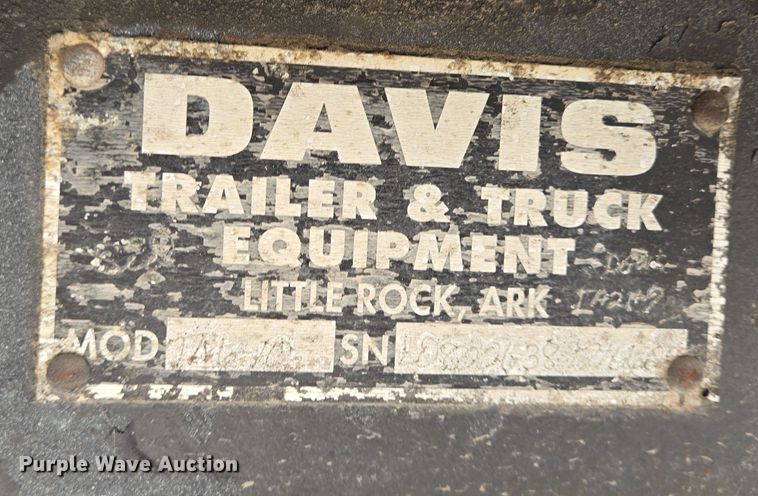 DAVIS
TRAILER & TRUCK
EQUIPMENT
LITTLE ROCK, ARK.
MOD SN
Purple Wave Auction